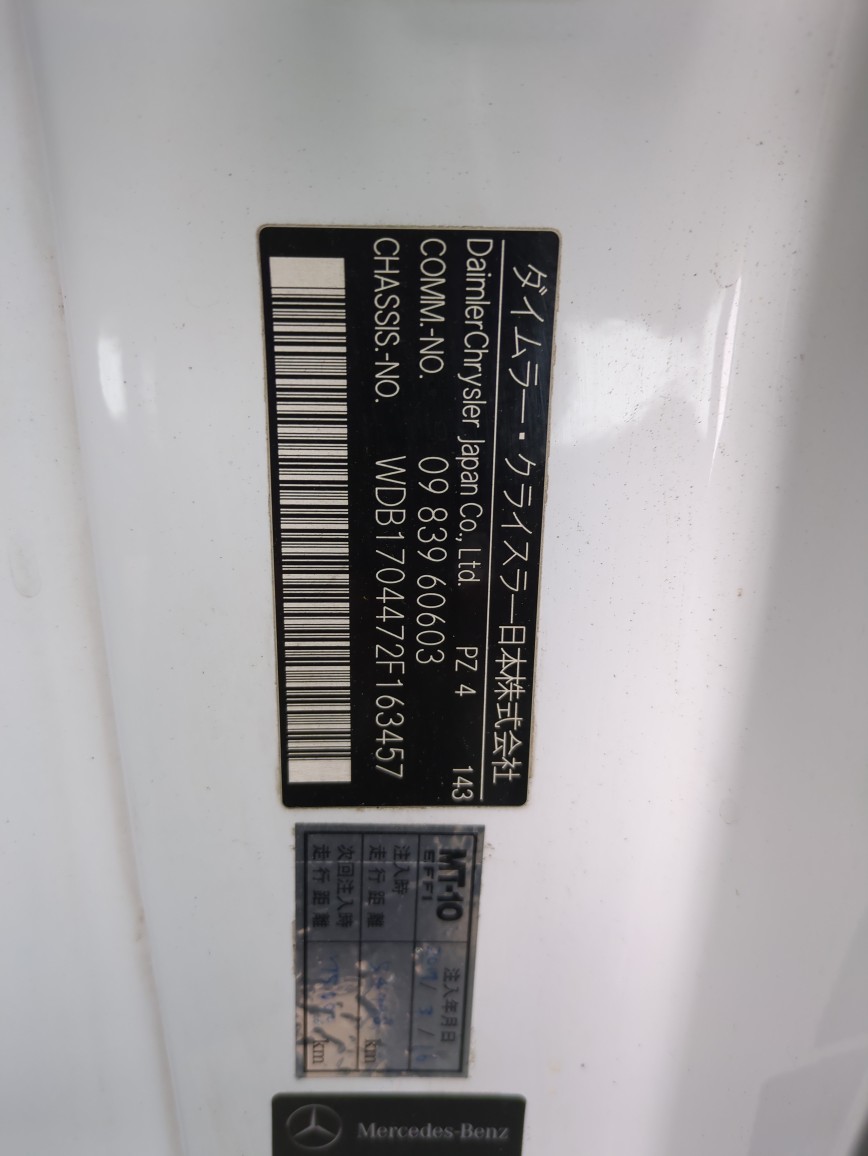 ダイムラー・クライスラー日本株式会社
DaimlerChrysler Japan Co., Ltd. PZ 4 143
COMM.-NO. 09 839 60603
CHASSIS.-NO. WDB1704472F163457
MT-10 注入年月日
EFFI
注入時
走行距離 km
次回注入時
走行距離 km
Mercedes-Benz